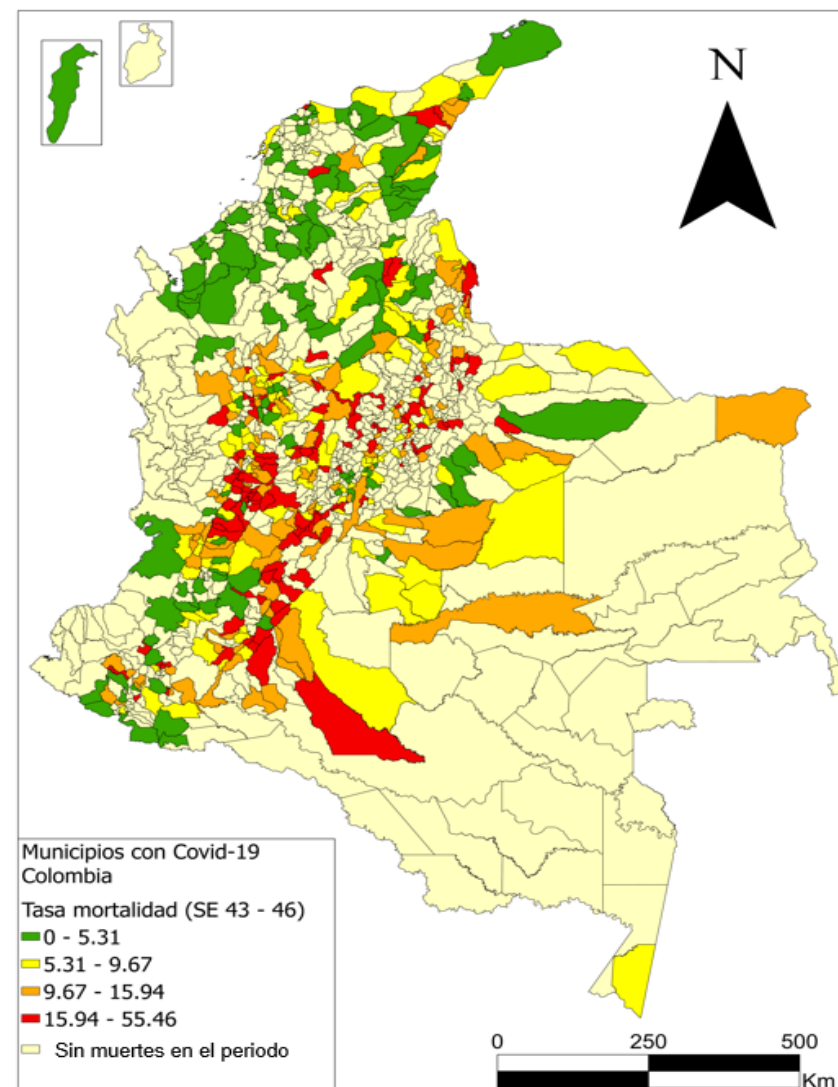 N
Municipios con Covid-19
Colombia
Tasa mortalidad (SE 43 - 46)
0 - 5.31
5.31 - 9.67
9.67 - 15.94
15.94 - 55.46
Sin muertes en el periodo
0 250 500
Km